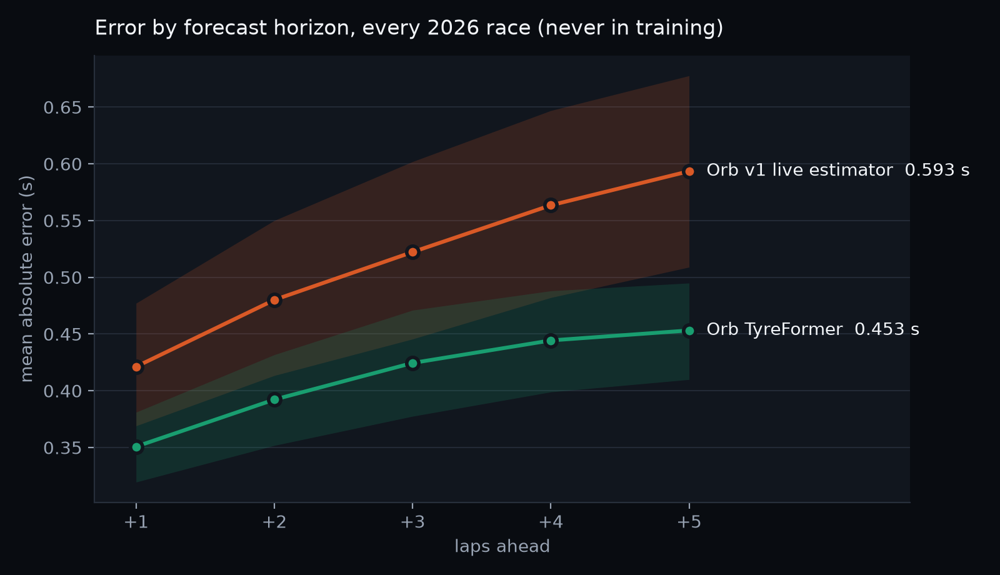 Error by forecast horizon, every 2026 race (never in training)
0.65
0.60
0.55
0.50
0.45
0.40
0.35
mean absolute error (s)
Orb v1 live estimator 0.593 s
Orb TyreFormer 0.453 s
+1 +2 +3 +4 +5
laps ahead